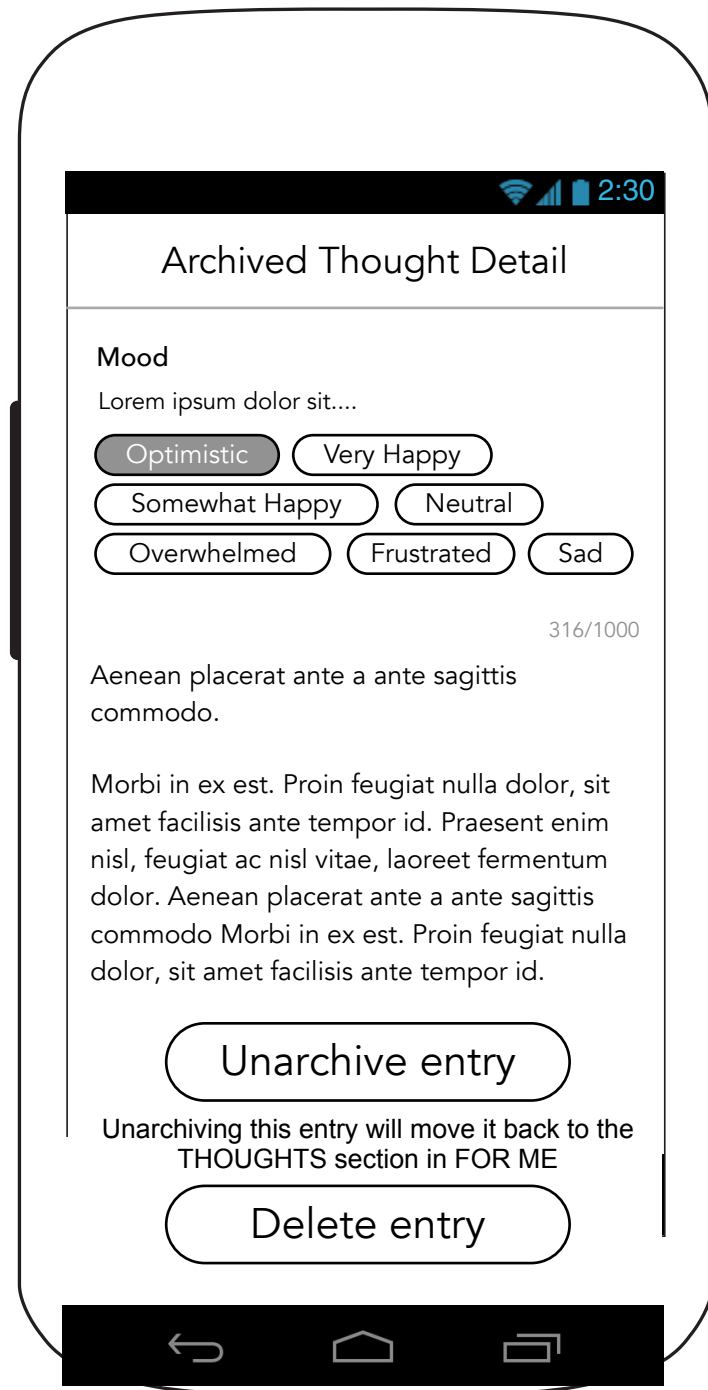 2:30
Archived Thought Detail
Mood
Lorem ipsum dolor sit....
Optimistic Very Happy
Somewhat Happy Neutral
Overwhelmed Frustrated Sad
316/1000
Aenean placerat ante a ante sagittis
commodo.
Morbi in ex est. Proin feugiat nulla dolor, sit
amet facilisis ante tempor id. Praesent enim
nisl, feugiat ac nisl vitae, laoreet fermentum
dolor. Aenean placerat ante a ante sagittis
commodo Morbi in ex est. Proin feugiat nulla
dolor, sit amet facilisis ante tempor id.
Unarchive entry
Unarchiving this entry will move it back to the
THOUGHTS section in FOR ME
Delete entry